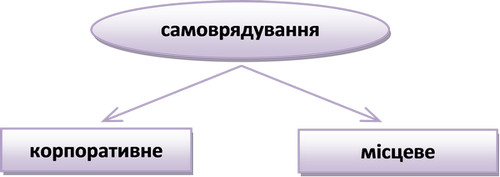 самоврядування
корпоративне
місцеве